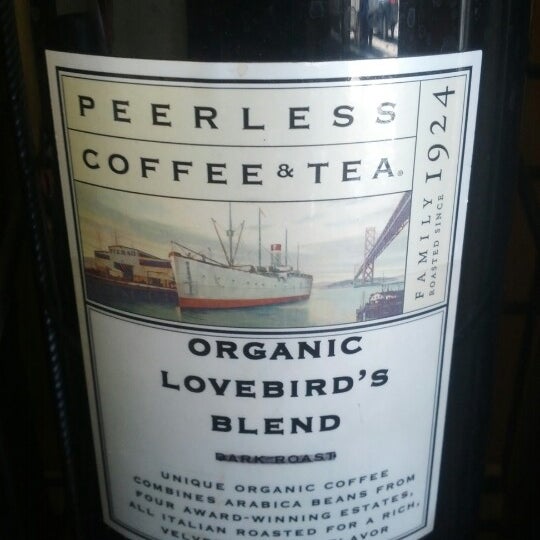 PEERLESS
COFFEE & TEA®
FAMILY
ROASTED SINCE
1924
ORGANIC
LOVEBIRD'S
BLEND
DARK ROAST
UNIQUE ORGANIC COFFEE
COMBINES ARABICA BEANS FROM
FOUR AWARD-WINNING ESTATES,
ALL ITALIAN ROASTED FOR A RICH,